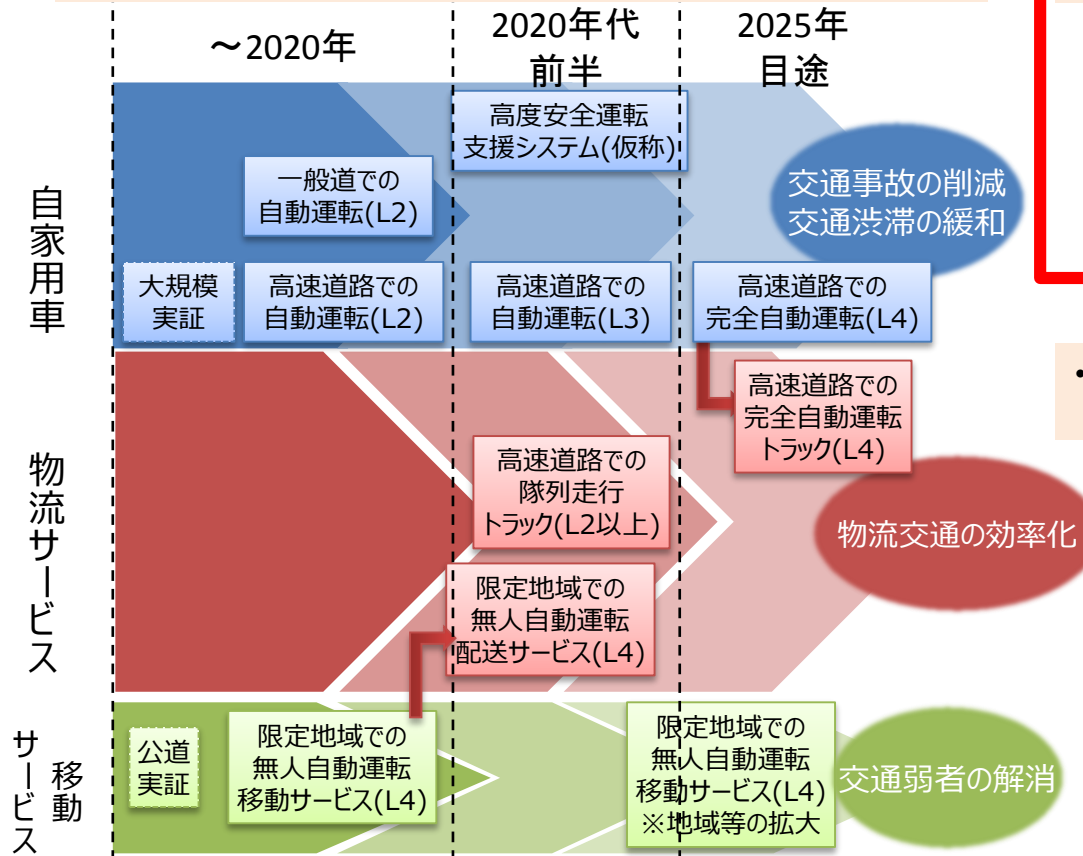 ～2020年
2020年代
前半
2025年
目途
自家用車
高度安全運転
支援システム(仮称)
一般道での
自動運転(L2)
大規模
実証
高速道路での
自動運転(L2)
高速道路での
自動運転(L3)
高速道路での
完全自動運転(L4)
交通事故の削減
交通渋滞の緩和
物流サービス
高速道路での
完全自動運転
トラック(L4)
高速道路での
隊列走行
トラック(L2以上)
限定地域での
無人自動運転
配送サービス(L4)
物流交通の効率化
移動
サービス
公道
実証
限定地域での
無人自動運転
移動サービス(L4)
限定地域での
無人自動運転
移動サービス(L4)
※地域等の拡大
交通弱者の解消
・